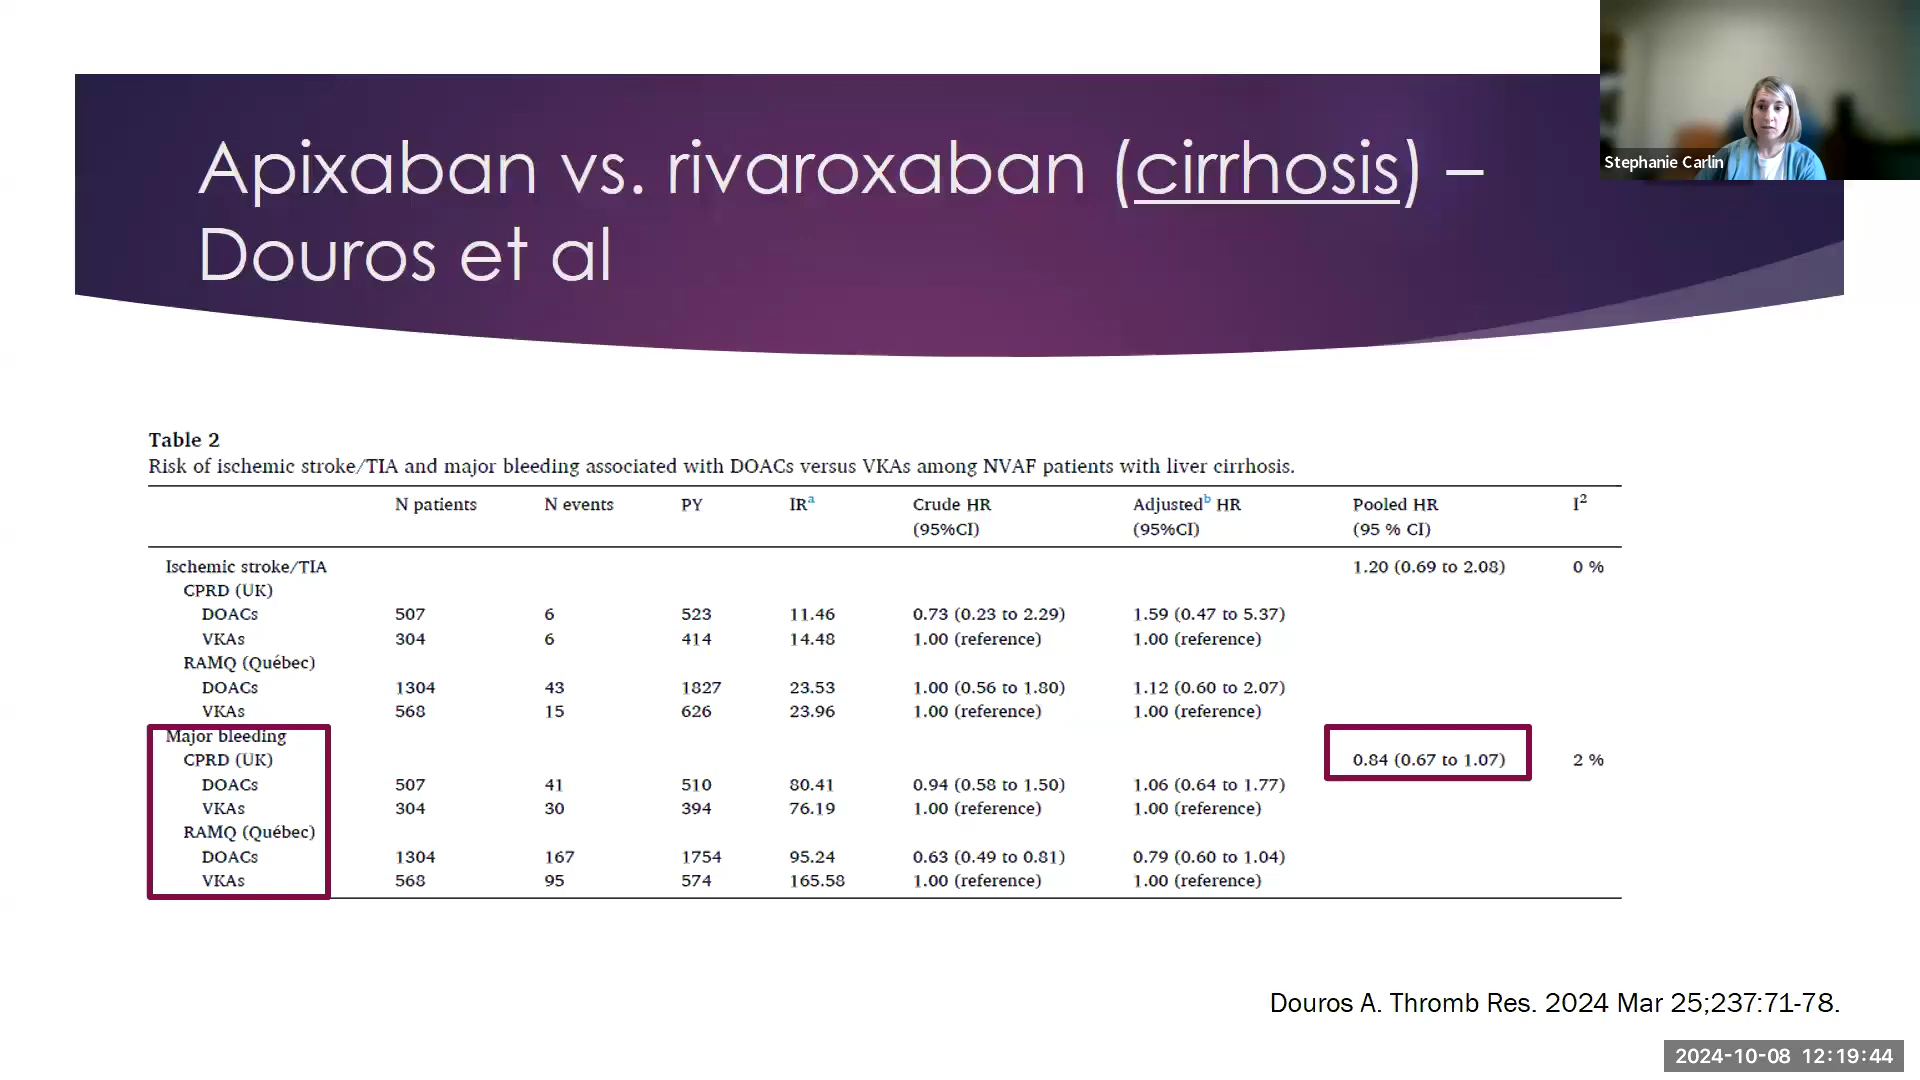 Stephanie Carlin
Apixaban vs. rivaroxaban (cirrhosis) –
Douros et al
Table 2
Risk of ischemic stroke/TIA and major bleeding associated with DOACs versus VKAs among NVAF patients with liver cirrhosis.
N patients N events PY IRa Crude HR Adjustedb HR Pooled HR I2
(95%CI) (95%CI) (95 % CI)
Ischemic stroke/TIA 1.20 (0.69 to 2.08) 0 %
CPRD (UK)
DOACs 507 6 523 11.46 0.73 (0.23 to 2.29) 1.59 (0.47 to 5.37)
VKAs 304 6 414 14.48 1.00 (reference) 1.00 (reference)
RAMQ (Québec)
DOACs 1304 43 1827 23.53 1.00 (0.56 to 1.80) 1.12 (0.60 to 2.07)
VKAs 568 15 626 23.96 1.00 (reference) 1.00 (reference)
Major bleeding
CPRD (UK) 0.84 (0.67 to 1.07) 2 %
DOACs 507 41 510 80.41 0.94 (0.58 to 1.50) 1.06 (0.64 to 1.77)
VKAs 304 30 394 76.19 1.00 (reference) 1.00 (reference)
RAMQ (Québec)
DOACs 1304 167 1754 95.24 0.63 (0.49 to 0.81) 0.79 (0.60 to 1.04)
VKAs 568 95 574 165.58 1.00 (reference) 1.00 (reference)
Douros A. Thromb Res. 2024 Mar 25;237:71-78.
2024-10-08 12:19:44